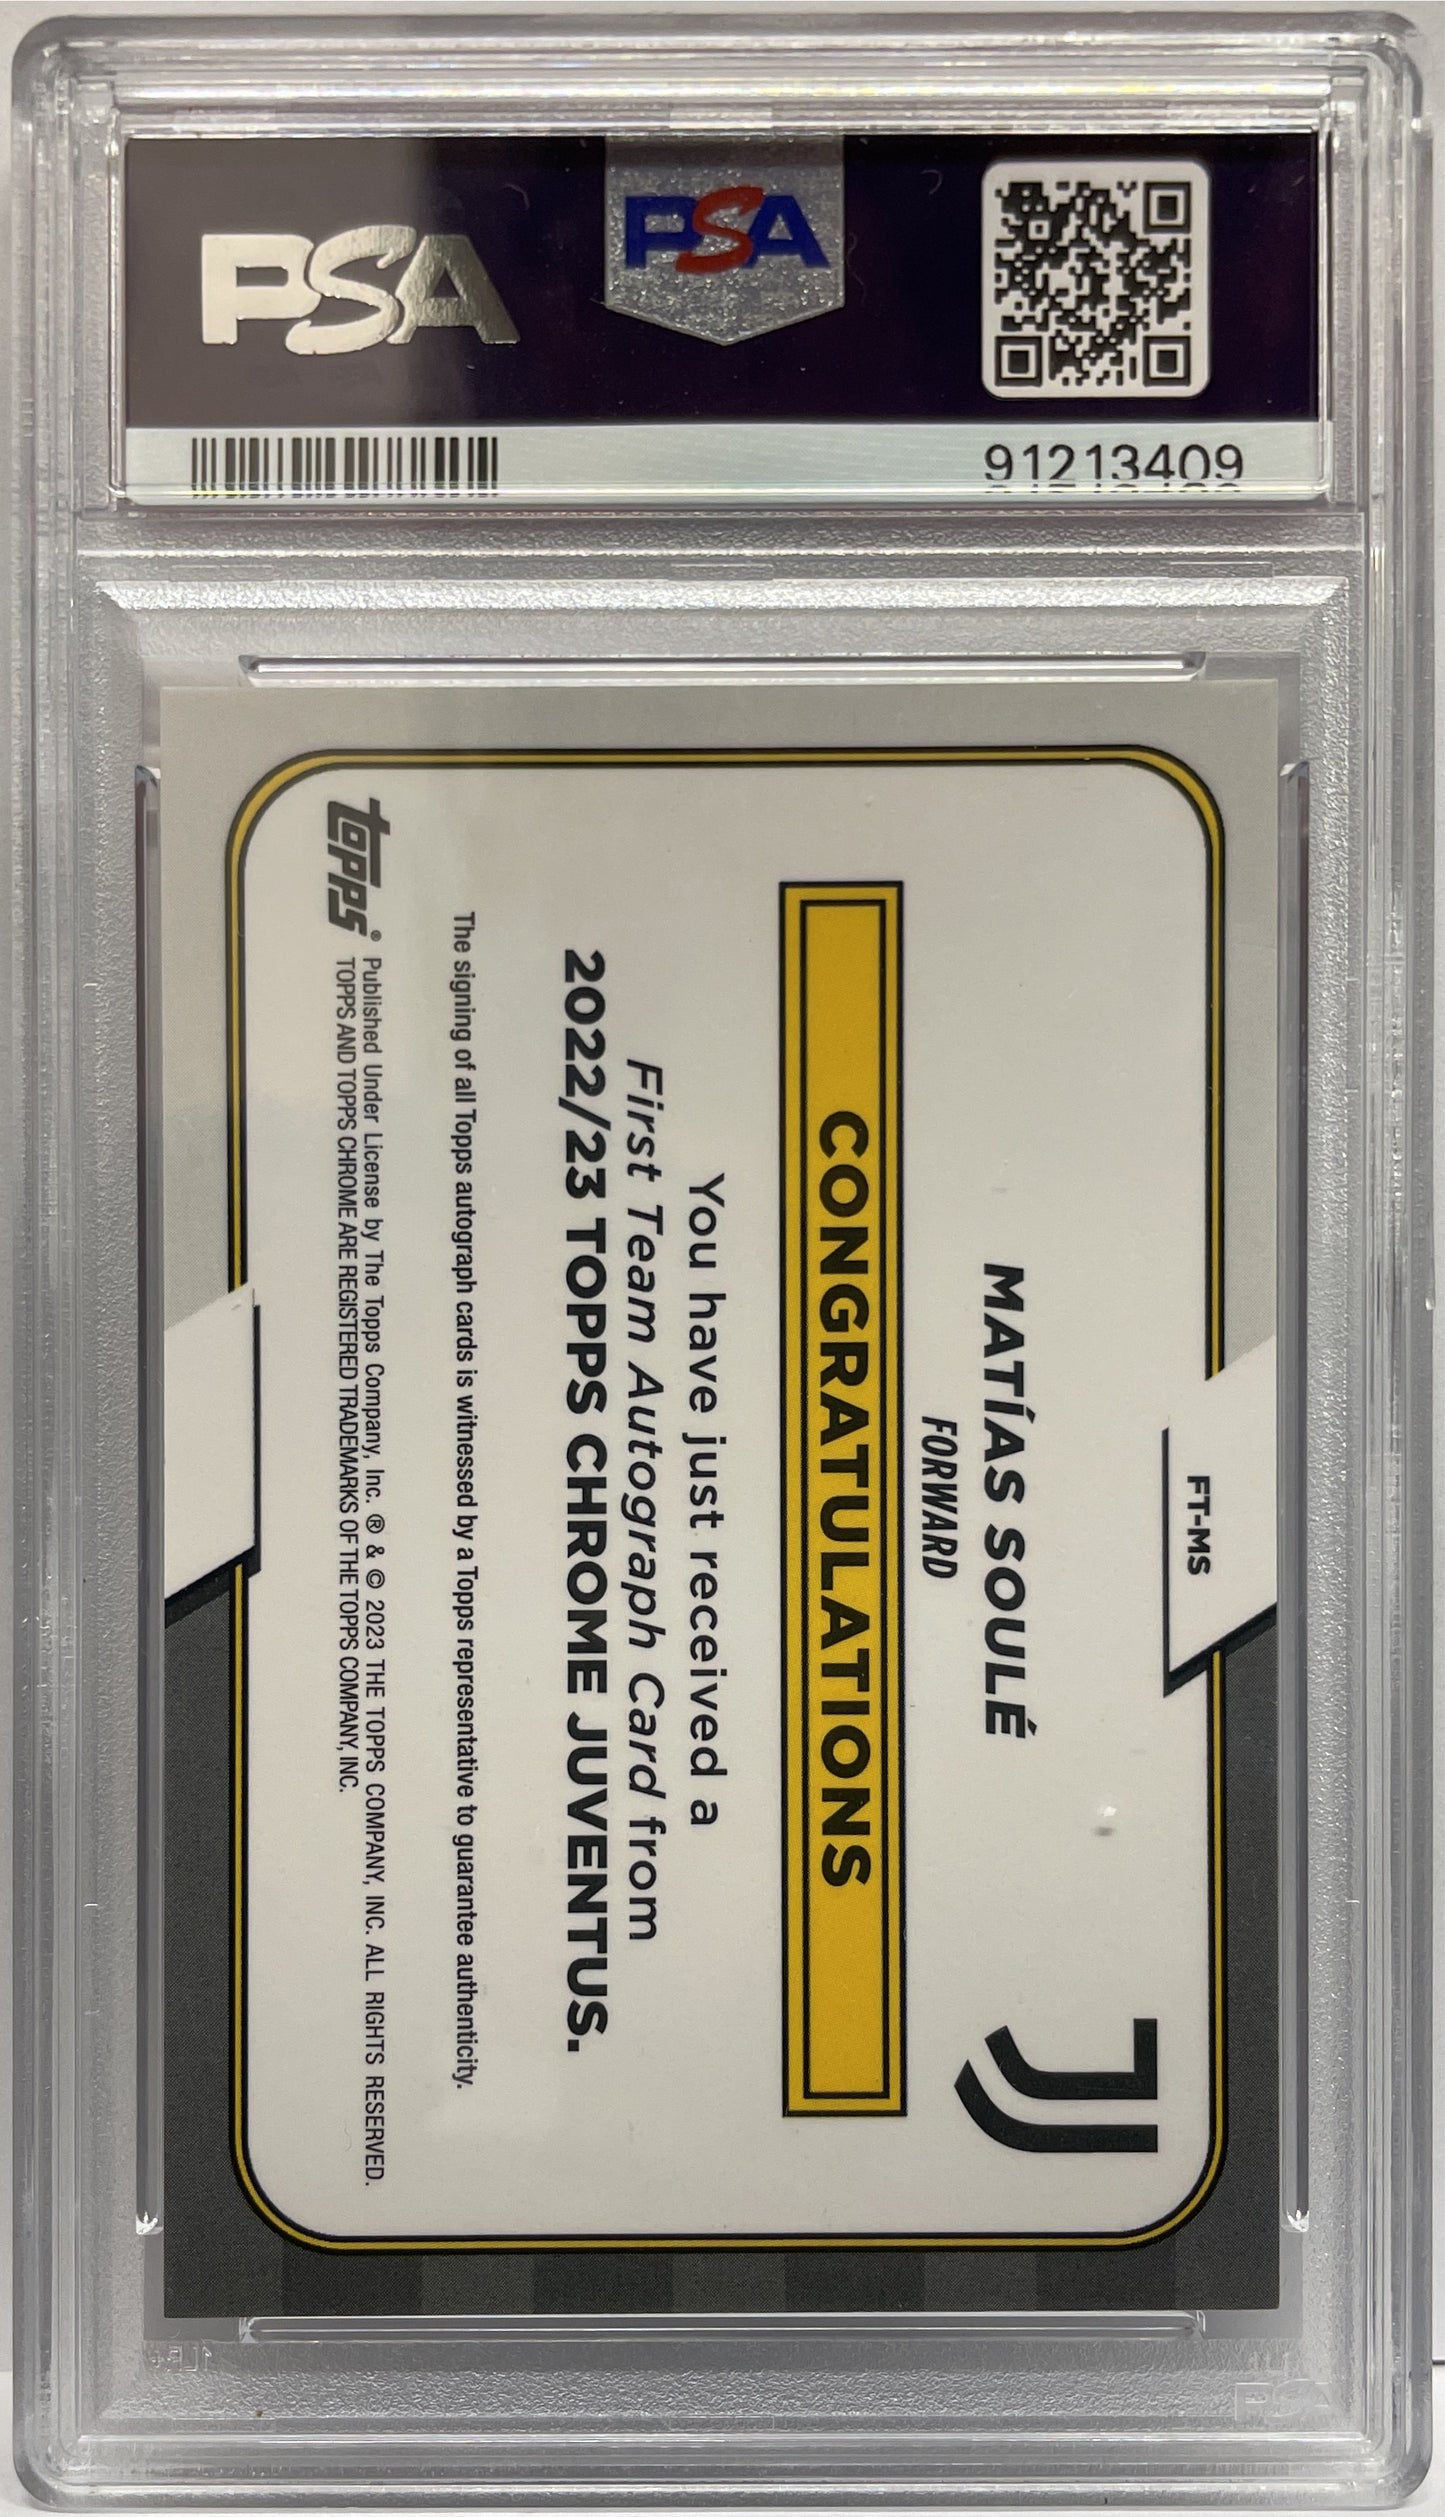 PSA
PSA
91213409
FT-MS
MATÍAS SOULÉ
FORWARD
CONGRATULATIONS
You have just received a
First Team Autograph Card from
2022/23 TOPPS CHROME JUVENTUS.
The signing of all Topps autograph cards is witnessed by a Topps representative to guarantee authenticity.
topps® Published Under License by The Topps Company, Inc. ® & © 2023 THE TOPPS COMPANY, INC. ALL RIGHTS RESERVED.
TOPPS AND TOPPS CHROME ARE REGISTERED TRADEMARKS OF THE TOPPS COMPANY, INC.
PSA